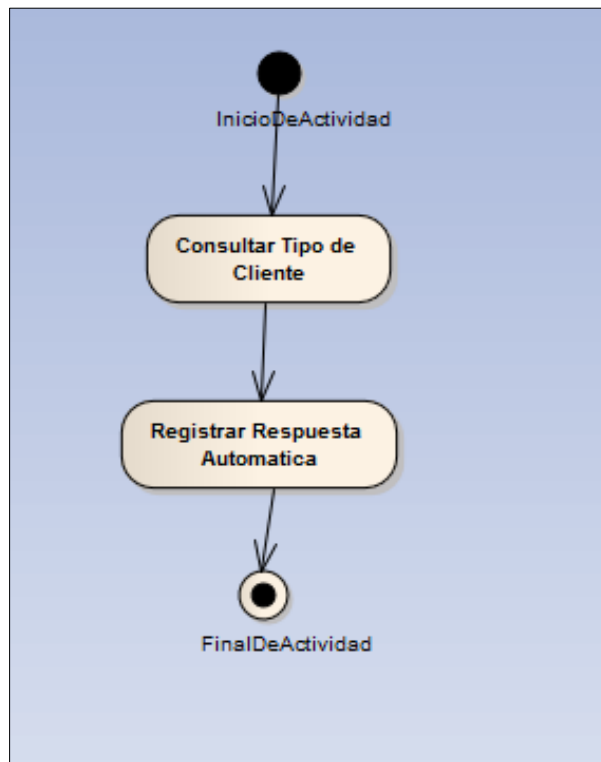 InicioDeActividad
Consultar Tipo de
Cliente
Registrar Respuesta
Automatica
FinalDeActividad